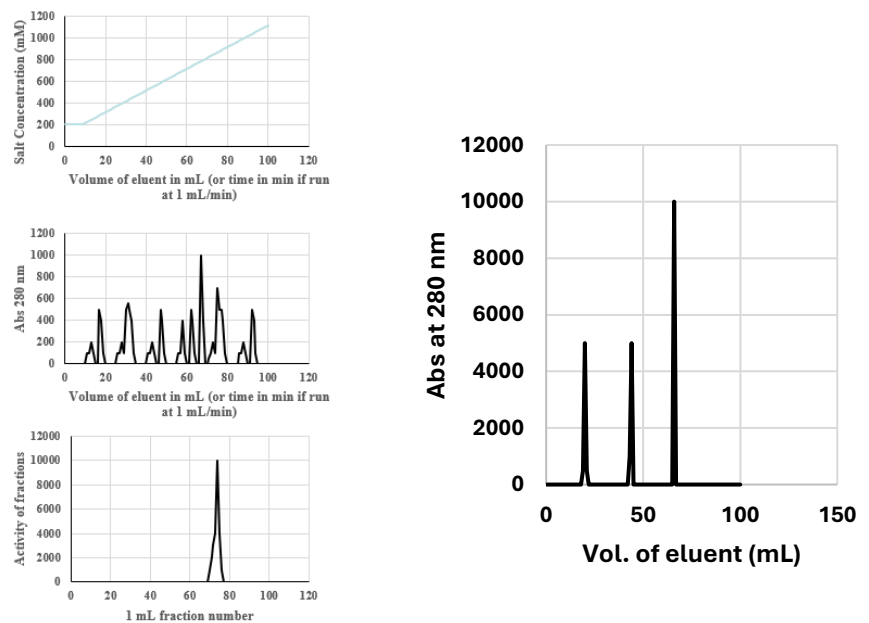 Salt Concentration (mM)
1200
1000
800
600
400
200
0
0 20 40 60 80 100 120
Volume of eluent in mL (or time in min if run
at 1 mL/min)
Abs 280 nm
1200
1000
800
600
400
200
0
0 20 40 60 80 100 120
Volume of eluent in mL (or time in min if run
at 1 mL/min)
Activity of fractions
12000
10000
8000
6000
4000
2000
0
0 20 40 60 80 100 120
1 mL fraction number
Abs at 280 nm
12000
10000
8000
6000
4000
2000
0
0 50 100 150
Vol. of eluent (mL)